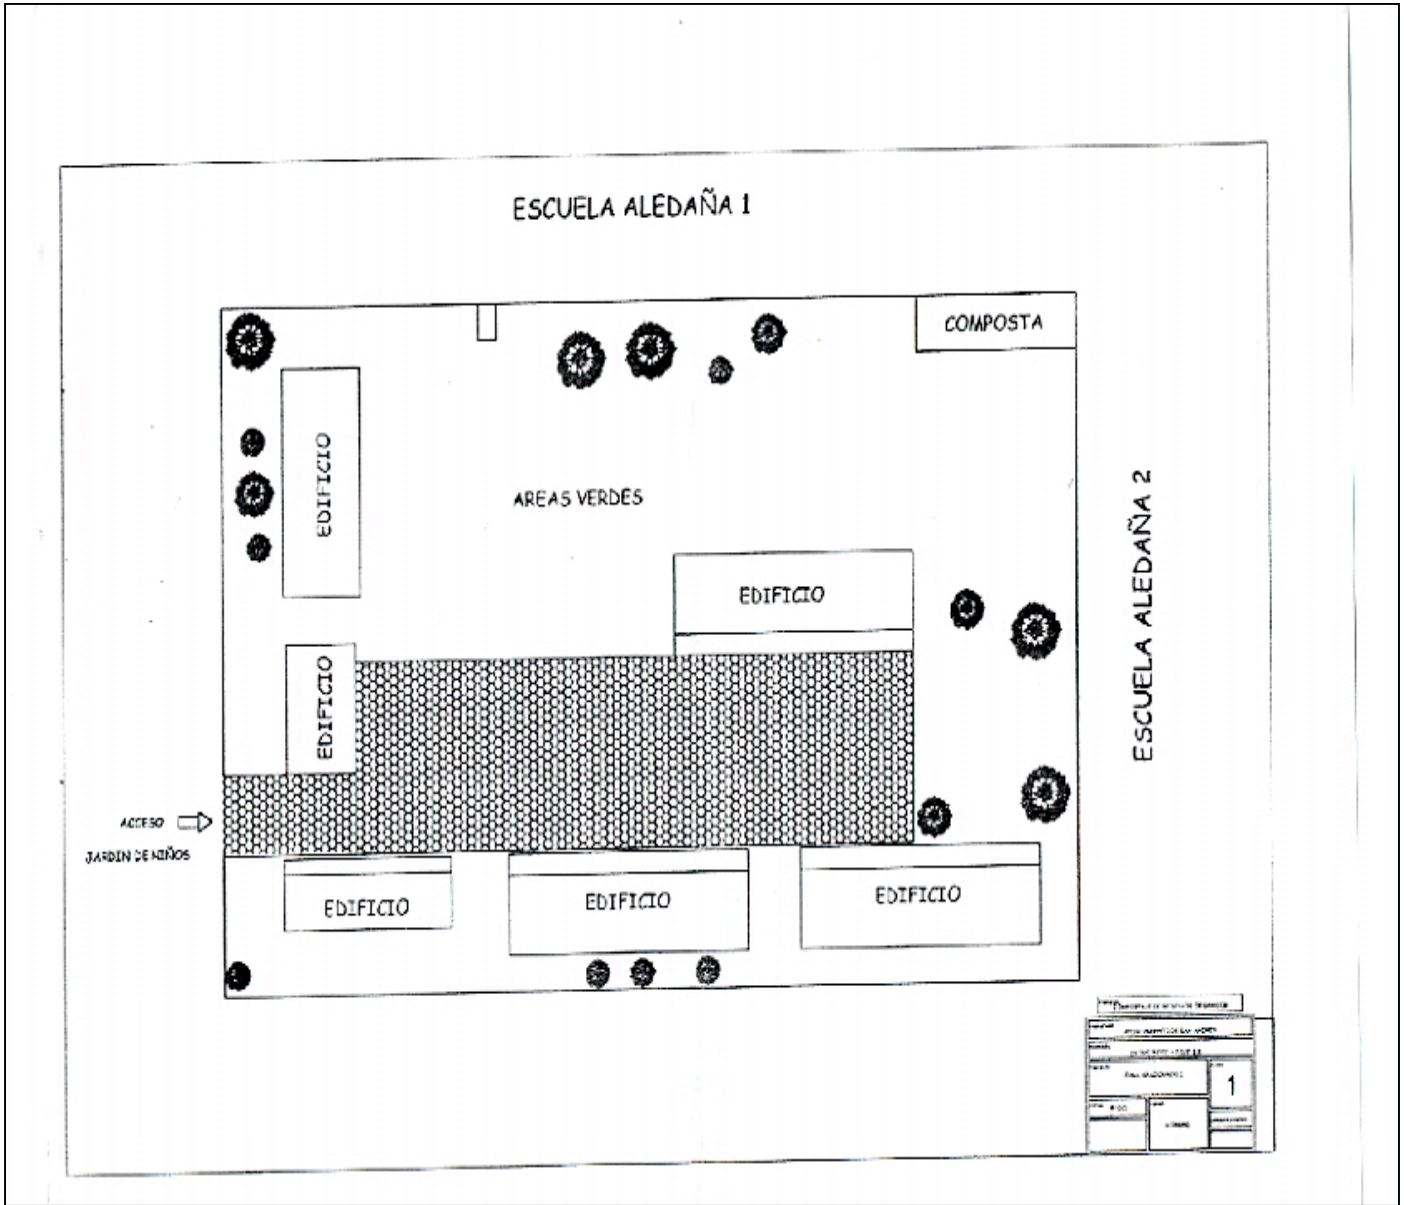 ESCUELA ALEDAÑA 1
COMPOSTA
EDIFICIO
AREAS VERDES
ESCUELA ALEDAÑA 2
EDIFICIO
EDIFICIO
ACCESO
JARDIN DE NIÑOS
EDIFICIO
EDIFICIO
EDIFICIO
1